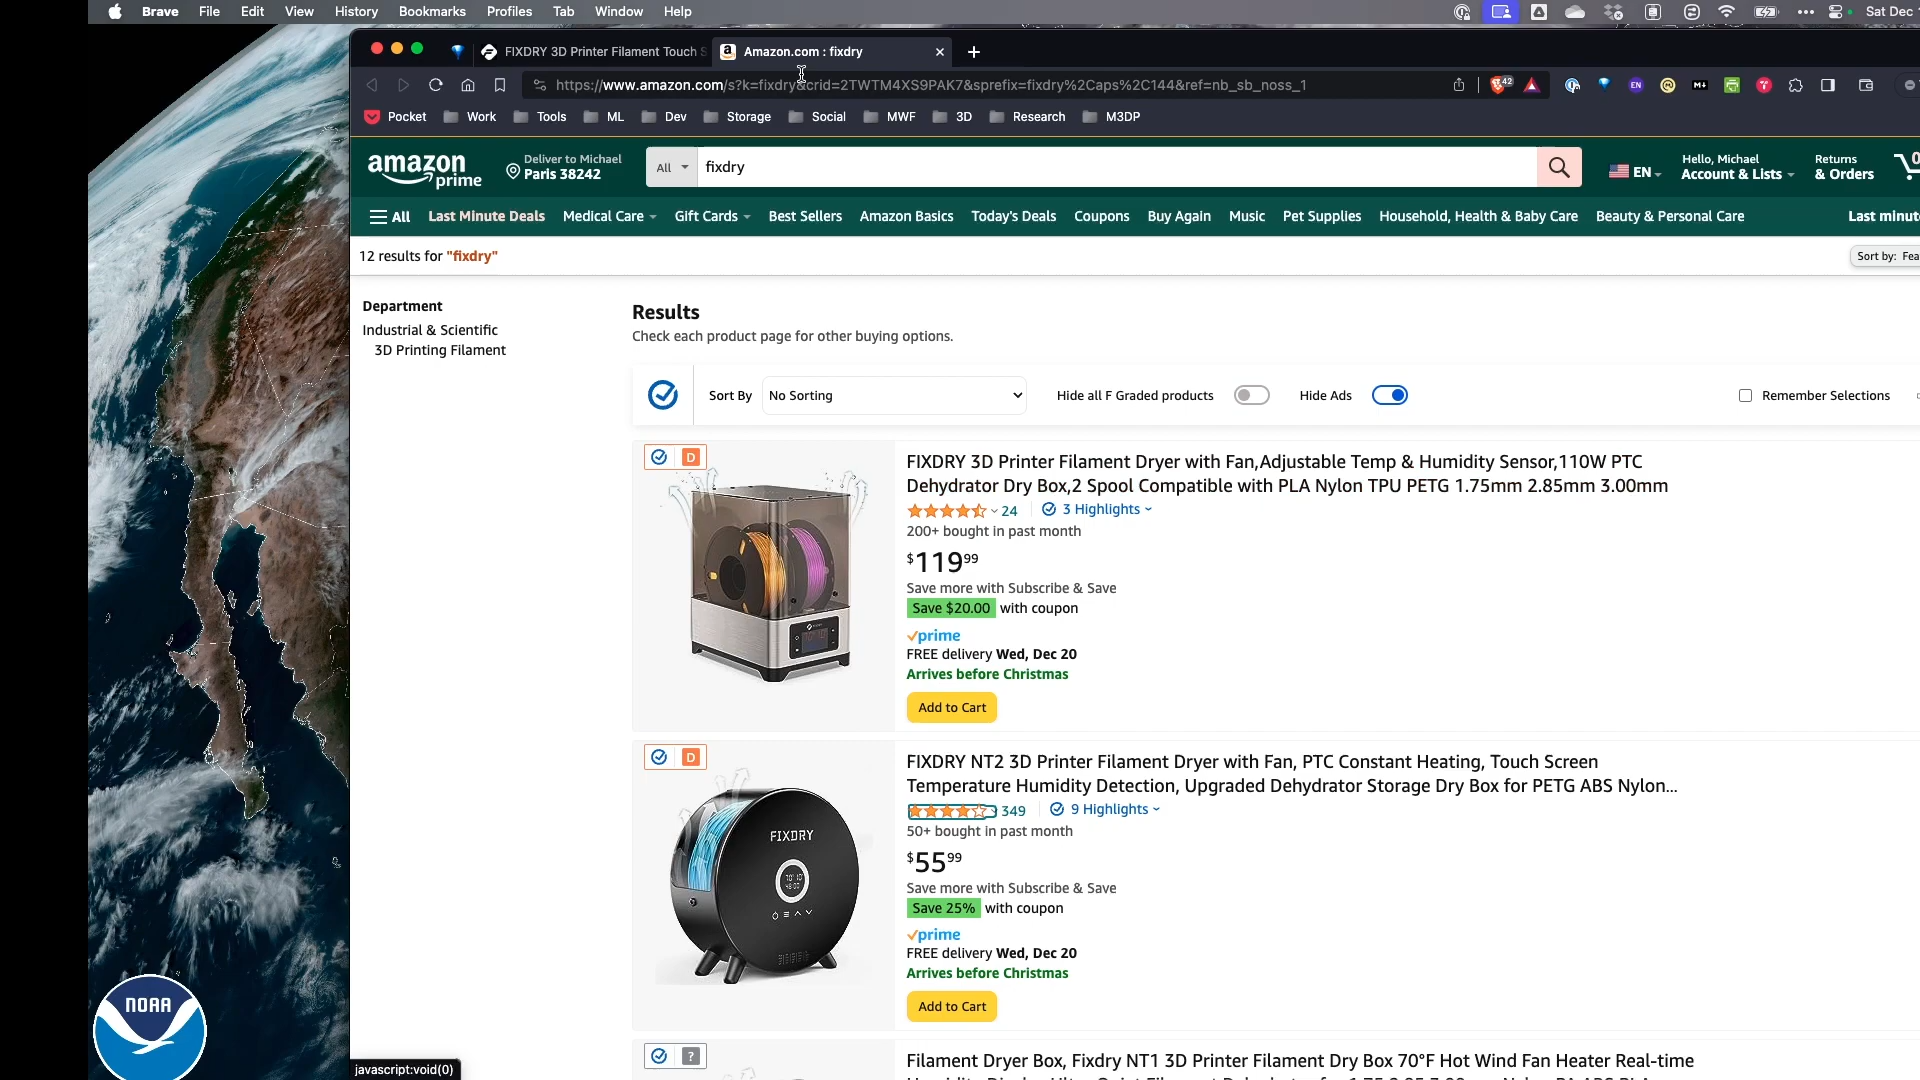 Brave File Edit View History Bookmarks Profiles Tab Window Help
Sat Dec
FIXDRY 3D Printer Filament Touch S
Amazon.com : fixdry
https://www.amazon.com/s?k=fixdry&crid=2TWTM4XS9PAK7&sprefix=fixdry%2Caps%2C144&ref=nb_sb_noss_1
42
EN
Pocket Work Tools ML Dev Storage Social MWF 3D Research M3DP
amazon prime
Deliver to Michael
Paris 38242
All
fixdry
EN
Hello, Michael
Account & Lists
Returns
& Orders
0
All Last Minute Deals Medical Care Gift Cards Best Sellers Amazon Basics Today's Deals Coupons Buy Again Music Pet Supplies Household, Health & Baby Care Beauty & Personal Care
Last minut
12 results for "fixdry"
Sort by: Fea
Department
Industrial & Scientific
3D Printing Filament
Results
Check each product page for other buying options.
Sort By
No Sorting
Hide all F Graded products
Hide Ads
Remember Selections
D
FIXDRY 3D Printer Filament Dryer with Fan,Adjustable Temp & Humidity Sensor,110W PTC
Dehydrator Dry Box,2 Spool Compatible with PLA Nylon TPU PETG 1.75mm 2.85mm 3.00mm
24
3 Highlights
200+ bought in past month
$119.99
Save more with Subscribe & Save
Save $20.00 with coupon
prime
FREE delivery Wed, Dec 20
Arrives before Christmas
Add to Cart
D
FIXDRY NT2 3D Printer Filament Dryer with Fan, PTC Constant Heating, Touch Screen
Temperature Humidity Detection, Upgraded Dehydrator Storage Dry Box for PETG ABS Nylon...
FIXDRY
349
9 Highlights
50+ bought in past month
$55.99
Save more with Subscribe & Save
Save 25% with coupon
prime
FREE delivery Wed, Dec 20
Arrives before Christmas
Add to Cart
?
Filament Dryer Box, Fixdry NT1 3D Printer Filament Dry Box 70°F Hot Wind Fan Heater Real-time
NOAA
javascript:void(0)